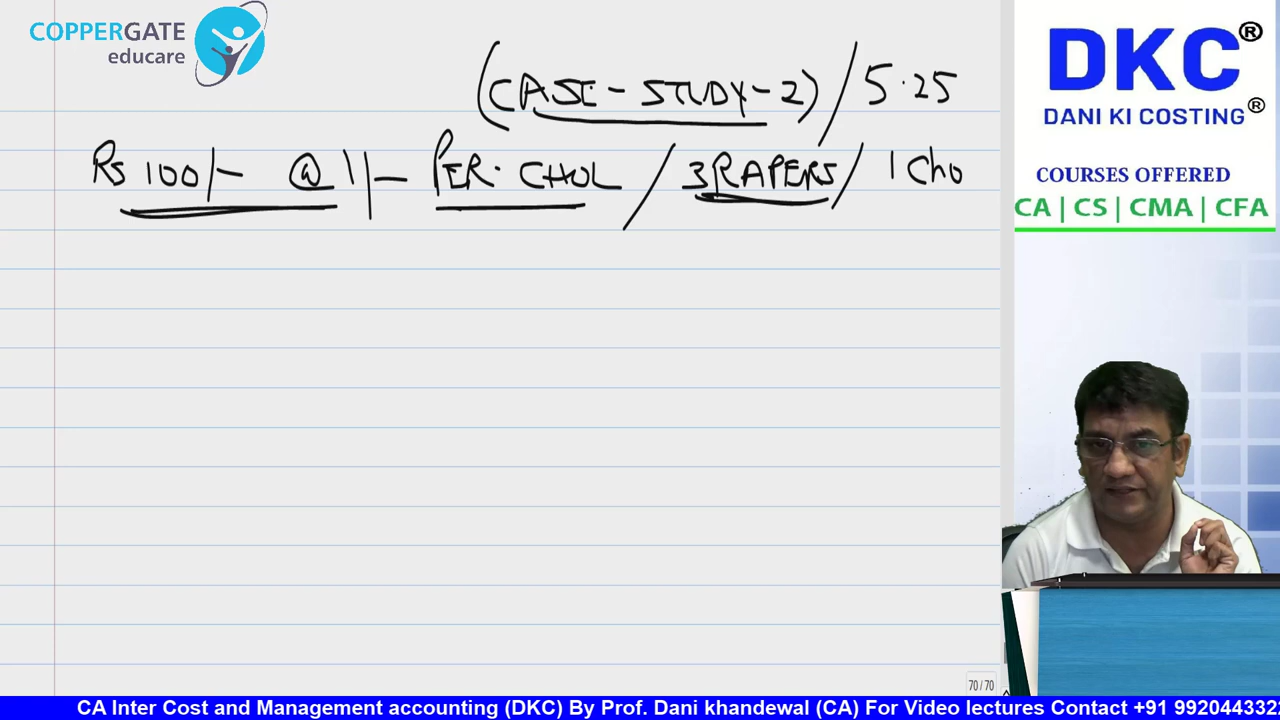 COPPERGATE
educare
(CASE-STUDY-2) / 5.25
Rs 100/- @ 1/- PER. CHOL / 3 RAPERS / 1 Cho
DKC®
DANI KI COSTING®
COURSES OFFERED
CA | CS | CMA | CFA
70/70
CA Inter Cost and Management accounting (DKC) By Prof. Dani khandewal (CA) For Video lectures Contact +91 992044332